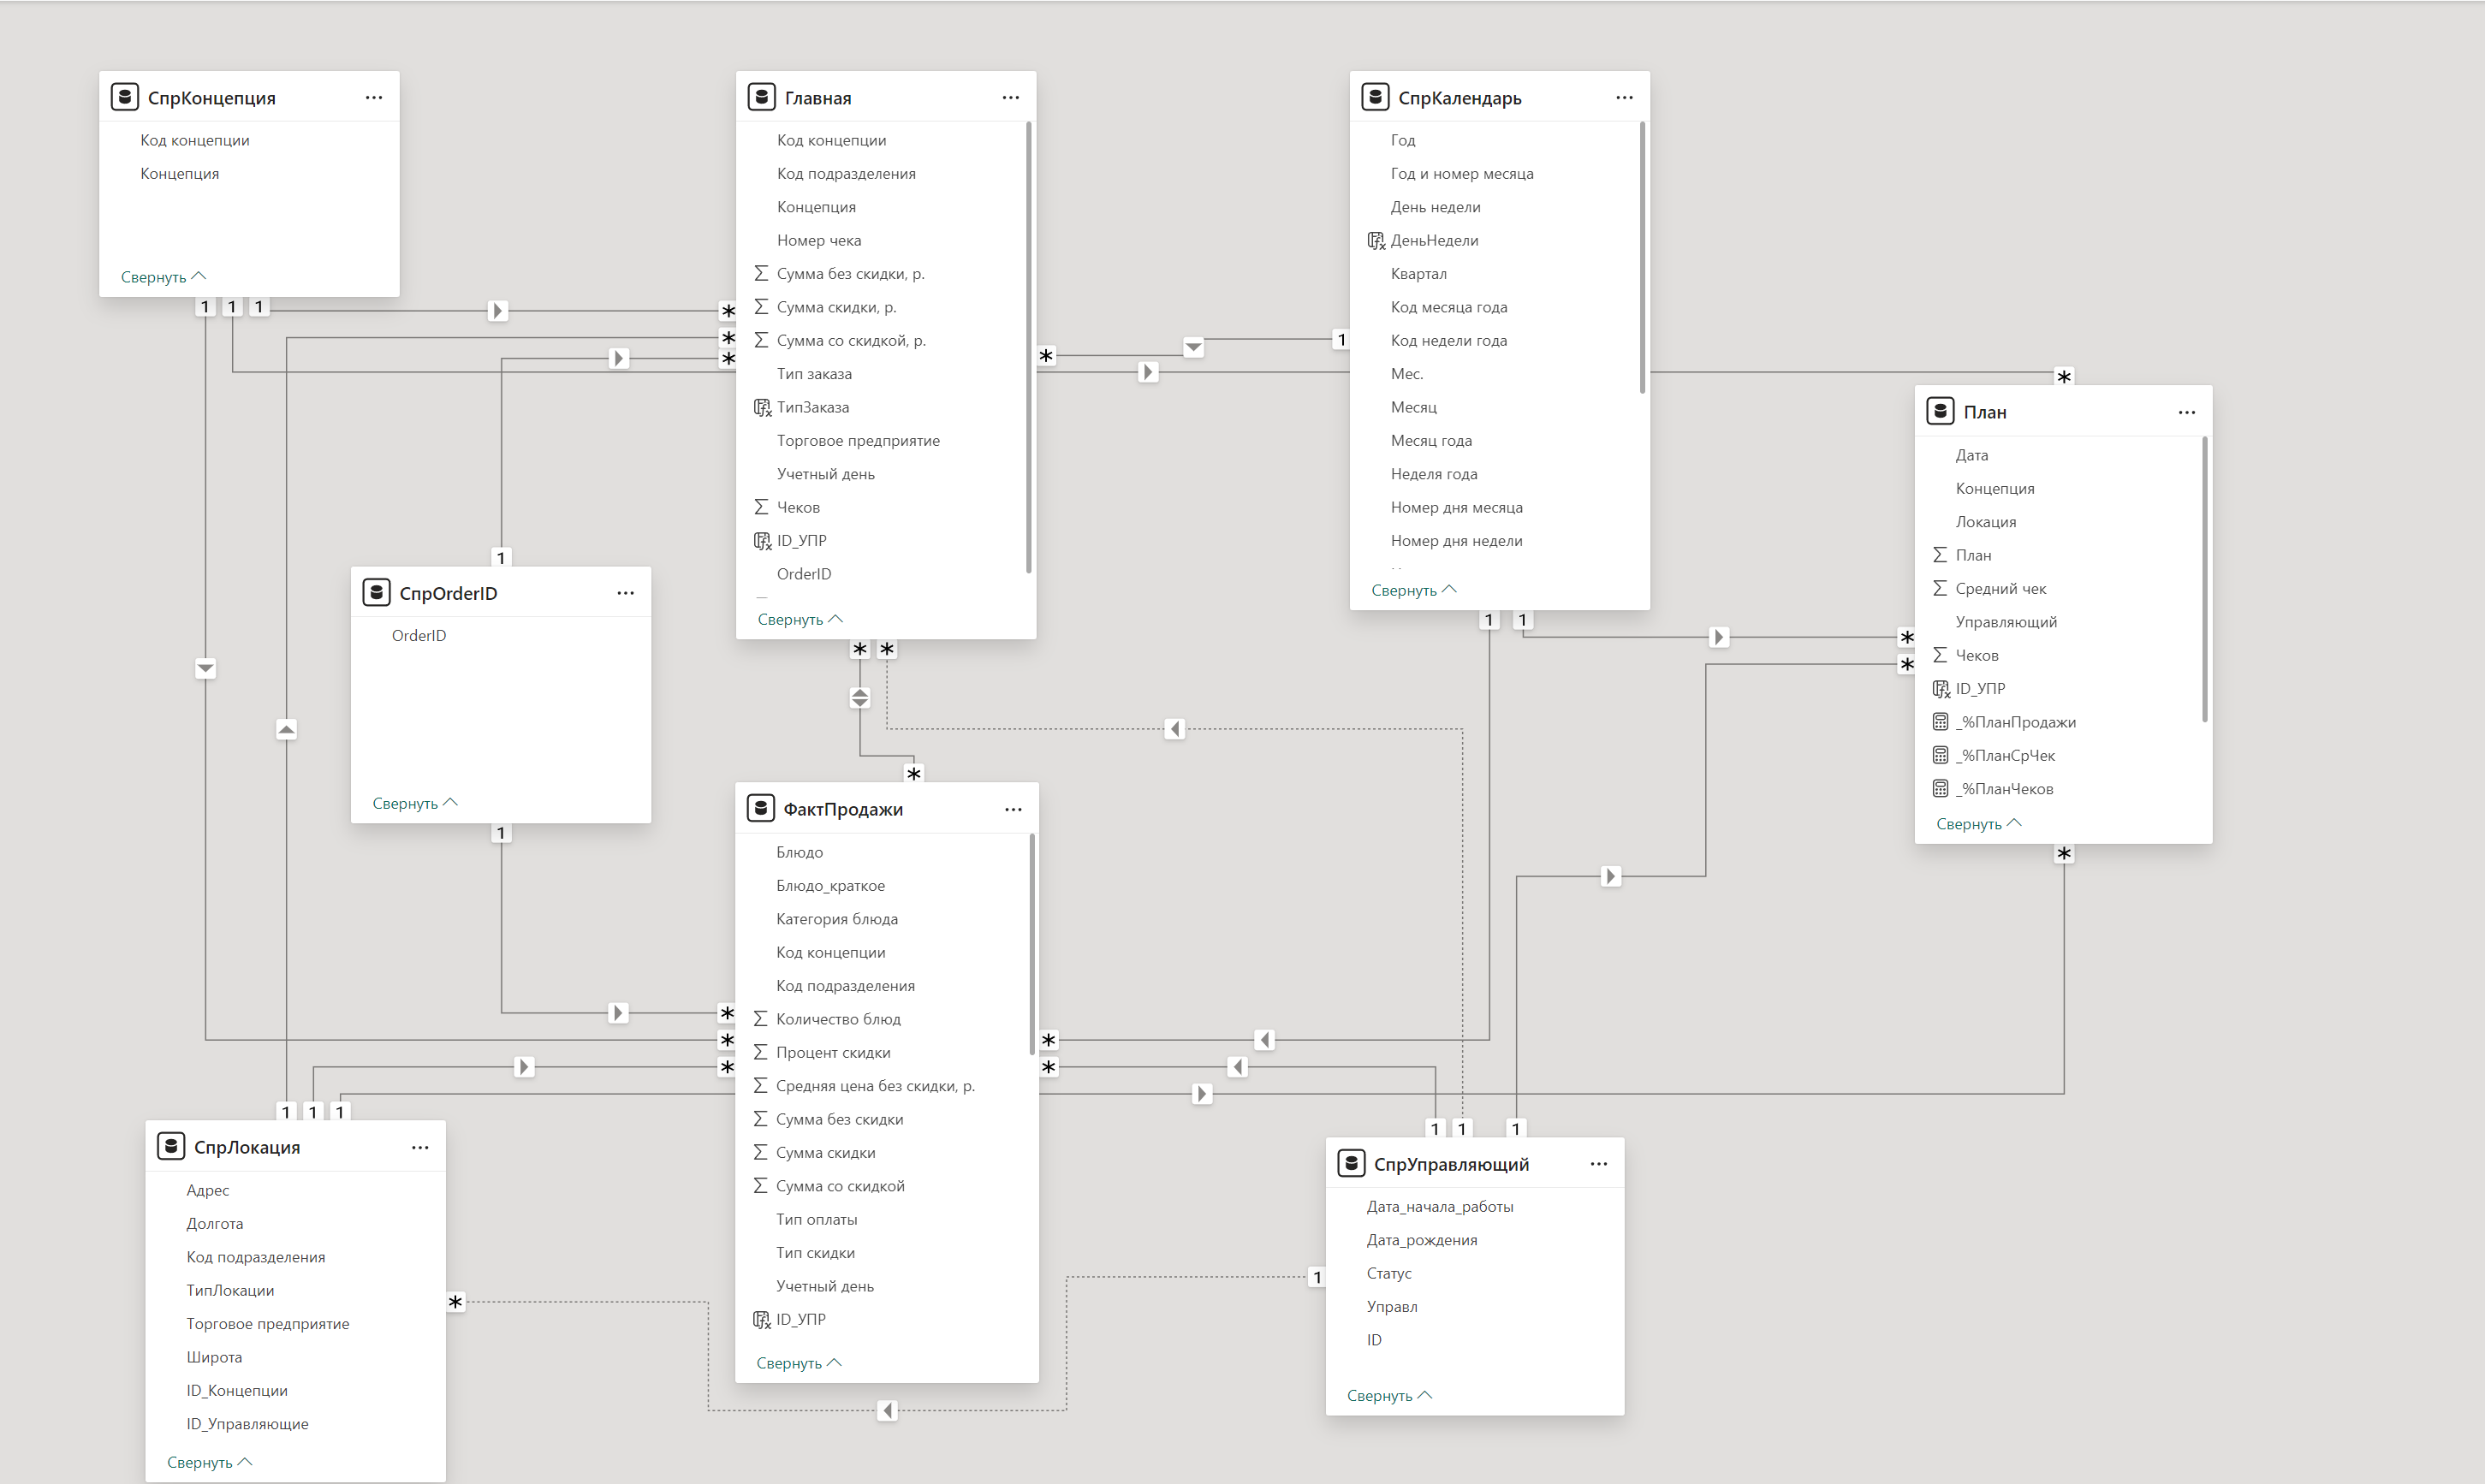 СпрКонцепция
Код концепции
Концепция
Свернуть
Главная
Код концепции
Код подразделения
Концепция
Номер чека
Сумма без скидки, р.
Сумма скидки, р.
Сумма со скидкой, р.
Тип заказа
ТипЗаказа
Торговое предприятие
Учетный день
Чеков
ID_УПР
OrderID
Свернуть
СпрКалендарь
Год
Год и номер месяца
День недели
ДеньНедели
Квартал
Код месяца года
Код недели года
Мес.
Месяц
Месяц года
Неделя года
Номер дня месяца
Номер дня недели
Свернуть
План
Дата
Концепция
Локация
План
Средний чек
Управляющий
Чеков
ID_УПР
_%ПланПродажи
_%ПланСрЧек
_%ПланЧеков
Свернуть
СпрOrderID
OrderID
Свернуть
ФактПродажи
Блюдо
Блюдо_краткое
Категория блюда
Код концепции
Код подразделения
Количество блюд
Процент скидки
Средняя цена без скидки, р.
Сумма без скидки
Сумма скидки
Сумма со скидкой
Тип оплаты
Тип скидки
Учетный день
ID_УПР
Свернуть
СпрЛокация
Адрес
Долгота
Код подразделения
ТипЛокации
Торговое предприятие
Широта
ID_Концепции
ID_Управляющие
Свернуть
СпрУправляющий
Дата_начала_работы
Дата_рождения
Статус
Управл
ID
Свернуть
1 1 1
* * *
* 1
*
1
1
* *
*
1 1
* *
*
* * *
* *
1 1 1
1 1 1
* 1